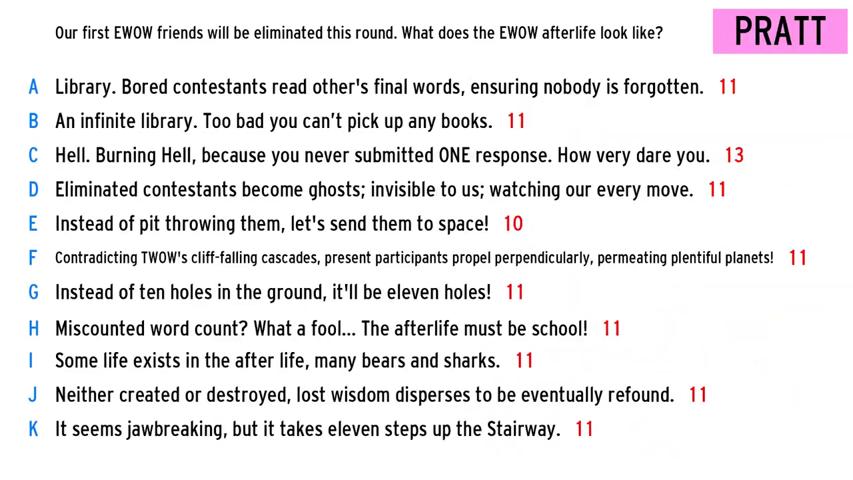 Our first EWOW friends will be eliminated this round. What does the EWOW afterlife look like?
PRATT
A Library. Bored contestants read other's final words, ensuring nobody is forgotten. 11
B An infinite library. Too bad you can’t pick up any books. 11
C Hell. Burning Hell, because you never submitted ONE response. How very dare you. 13
D Eliminated contestants become ghosts; invisible to us; watching our every move. 11
E Instead of pit throwing them, let's send them to space! 10
F Contradicting TWOW's cliff-falling cascades, present participants propel perpendicularly, permeating plentiful planets! 11
G Instead of ten holes in the ground, it'll be eleven holes! 11
H Miscounted word count? What a fool... The afterlife must be school! 11
I Some life exists in the after life, many bears and sharks. 11
J Neither created or destroyed, lost wisdom disperses to be eventually refound. 11
K It seems jawbreaking, but it takes eleven steps up the Stairway. 11